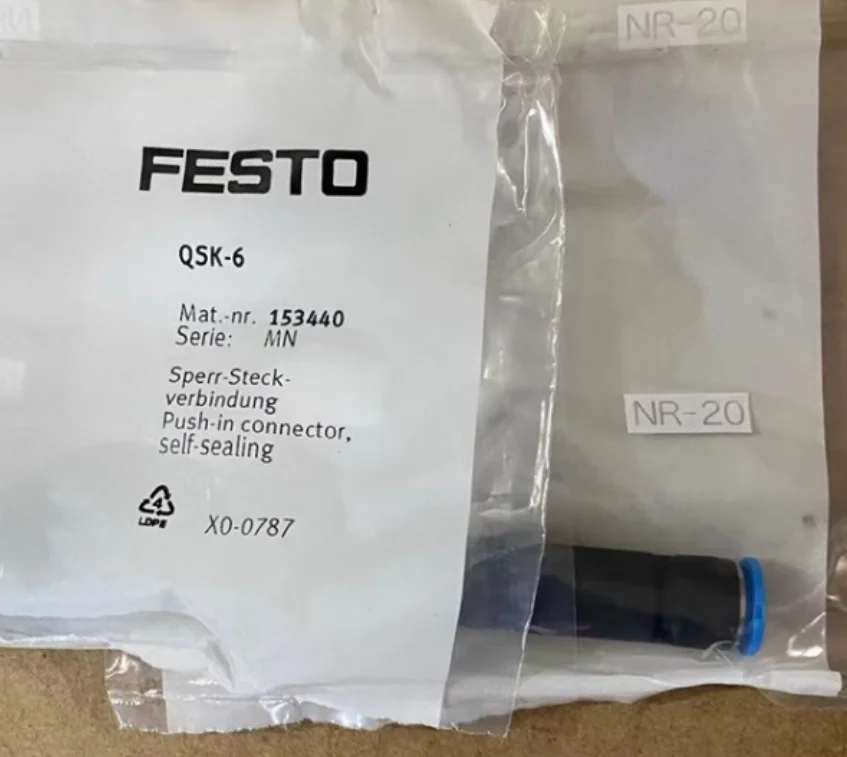 NR-20
FESTO
QSK-6
Mat.-nr. 153440
Serie: MN
Sperr-Steck-
verbindung
Push-in connector,
self-sealing
NR-20
4
LDPE
X0-0787